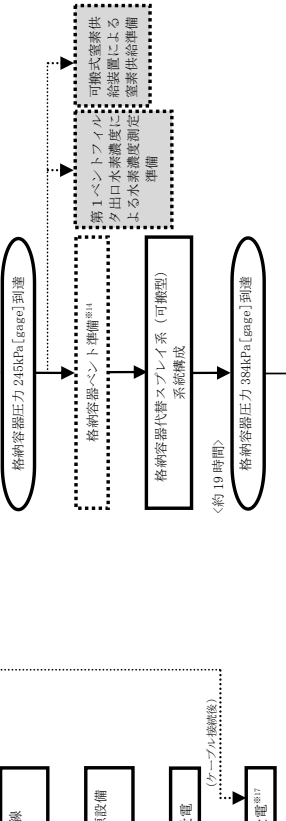 格納容器圧力 245kPa[gage]到達
格納容器ベント準備※14
第1ベントフィル
タ出口水素濃度に
よる水素濃度測定
準備
可搬式窒素供
給装置による
窒素供給準備
格納容器代替スプレイ系（可搬型）
系統構成
<約 19 時間>
格納容器圧力 384kPa[gage]到達
線
設備
電
(ケーブル接続後)
電※17